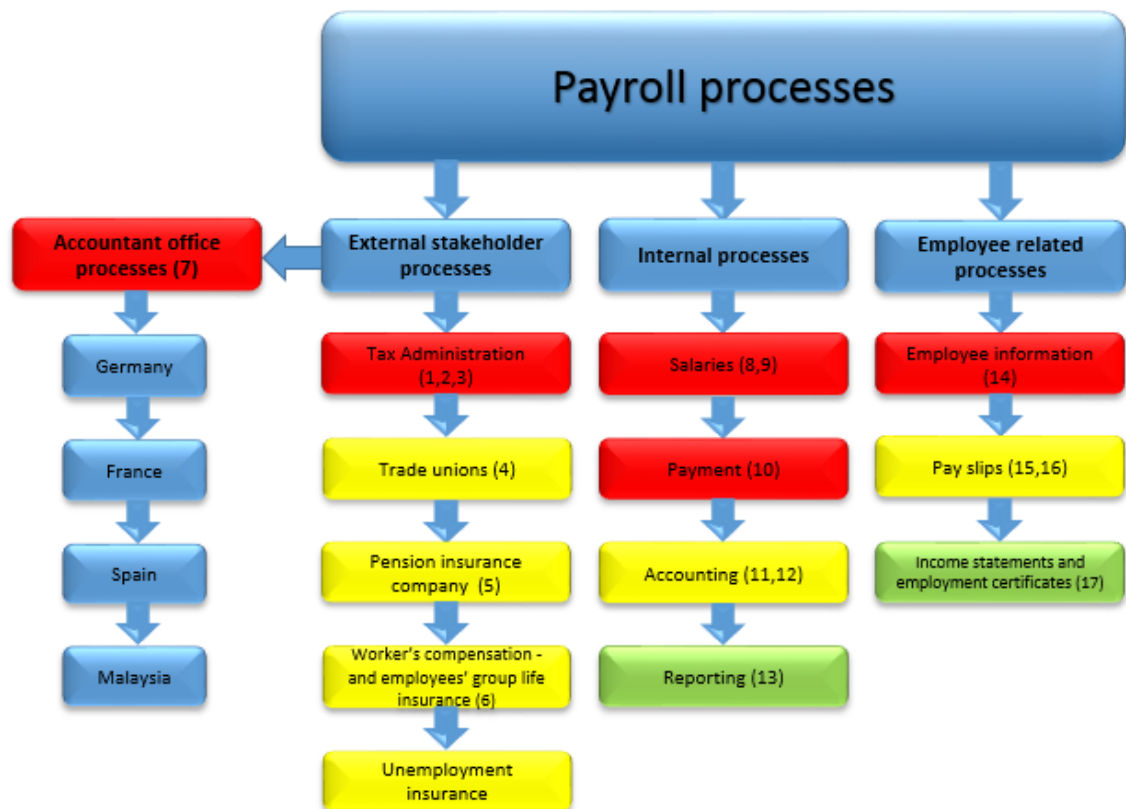 Payroll processes
Accountant office
processes (7)
External stakeholder
processes
Internal processes
Employee related
processes
Germany
Tax Administration
(1,2,3)
Salaries (8,9)
Employee information
(14)
France
Trade unions (4)
Payment (10)
Pay slips (15,16)
Spain
Pension insurance
company (5)
Accounting (11,12)
Income statements and
employment certificates (17)
Malaysia
Worker's compensation -
and employees' group life
insurance (6)
Reporting (13)
Unemployment
insurance